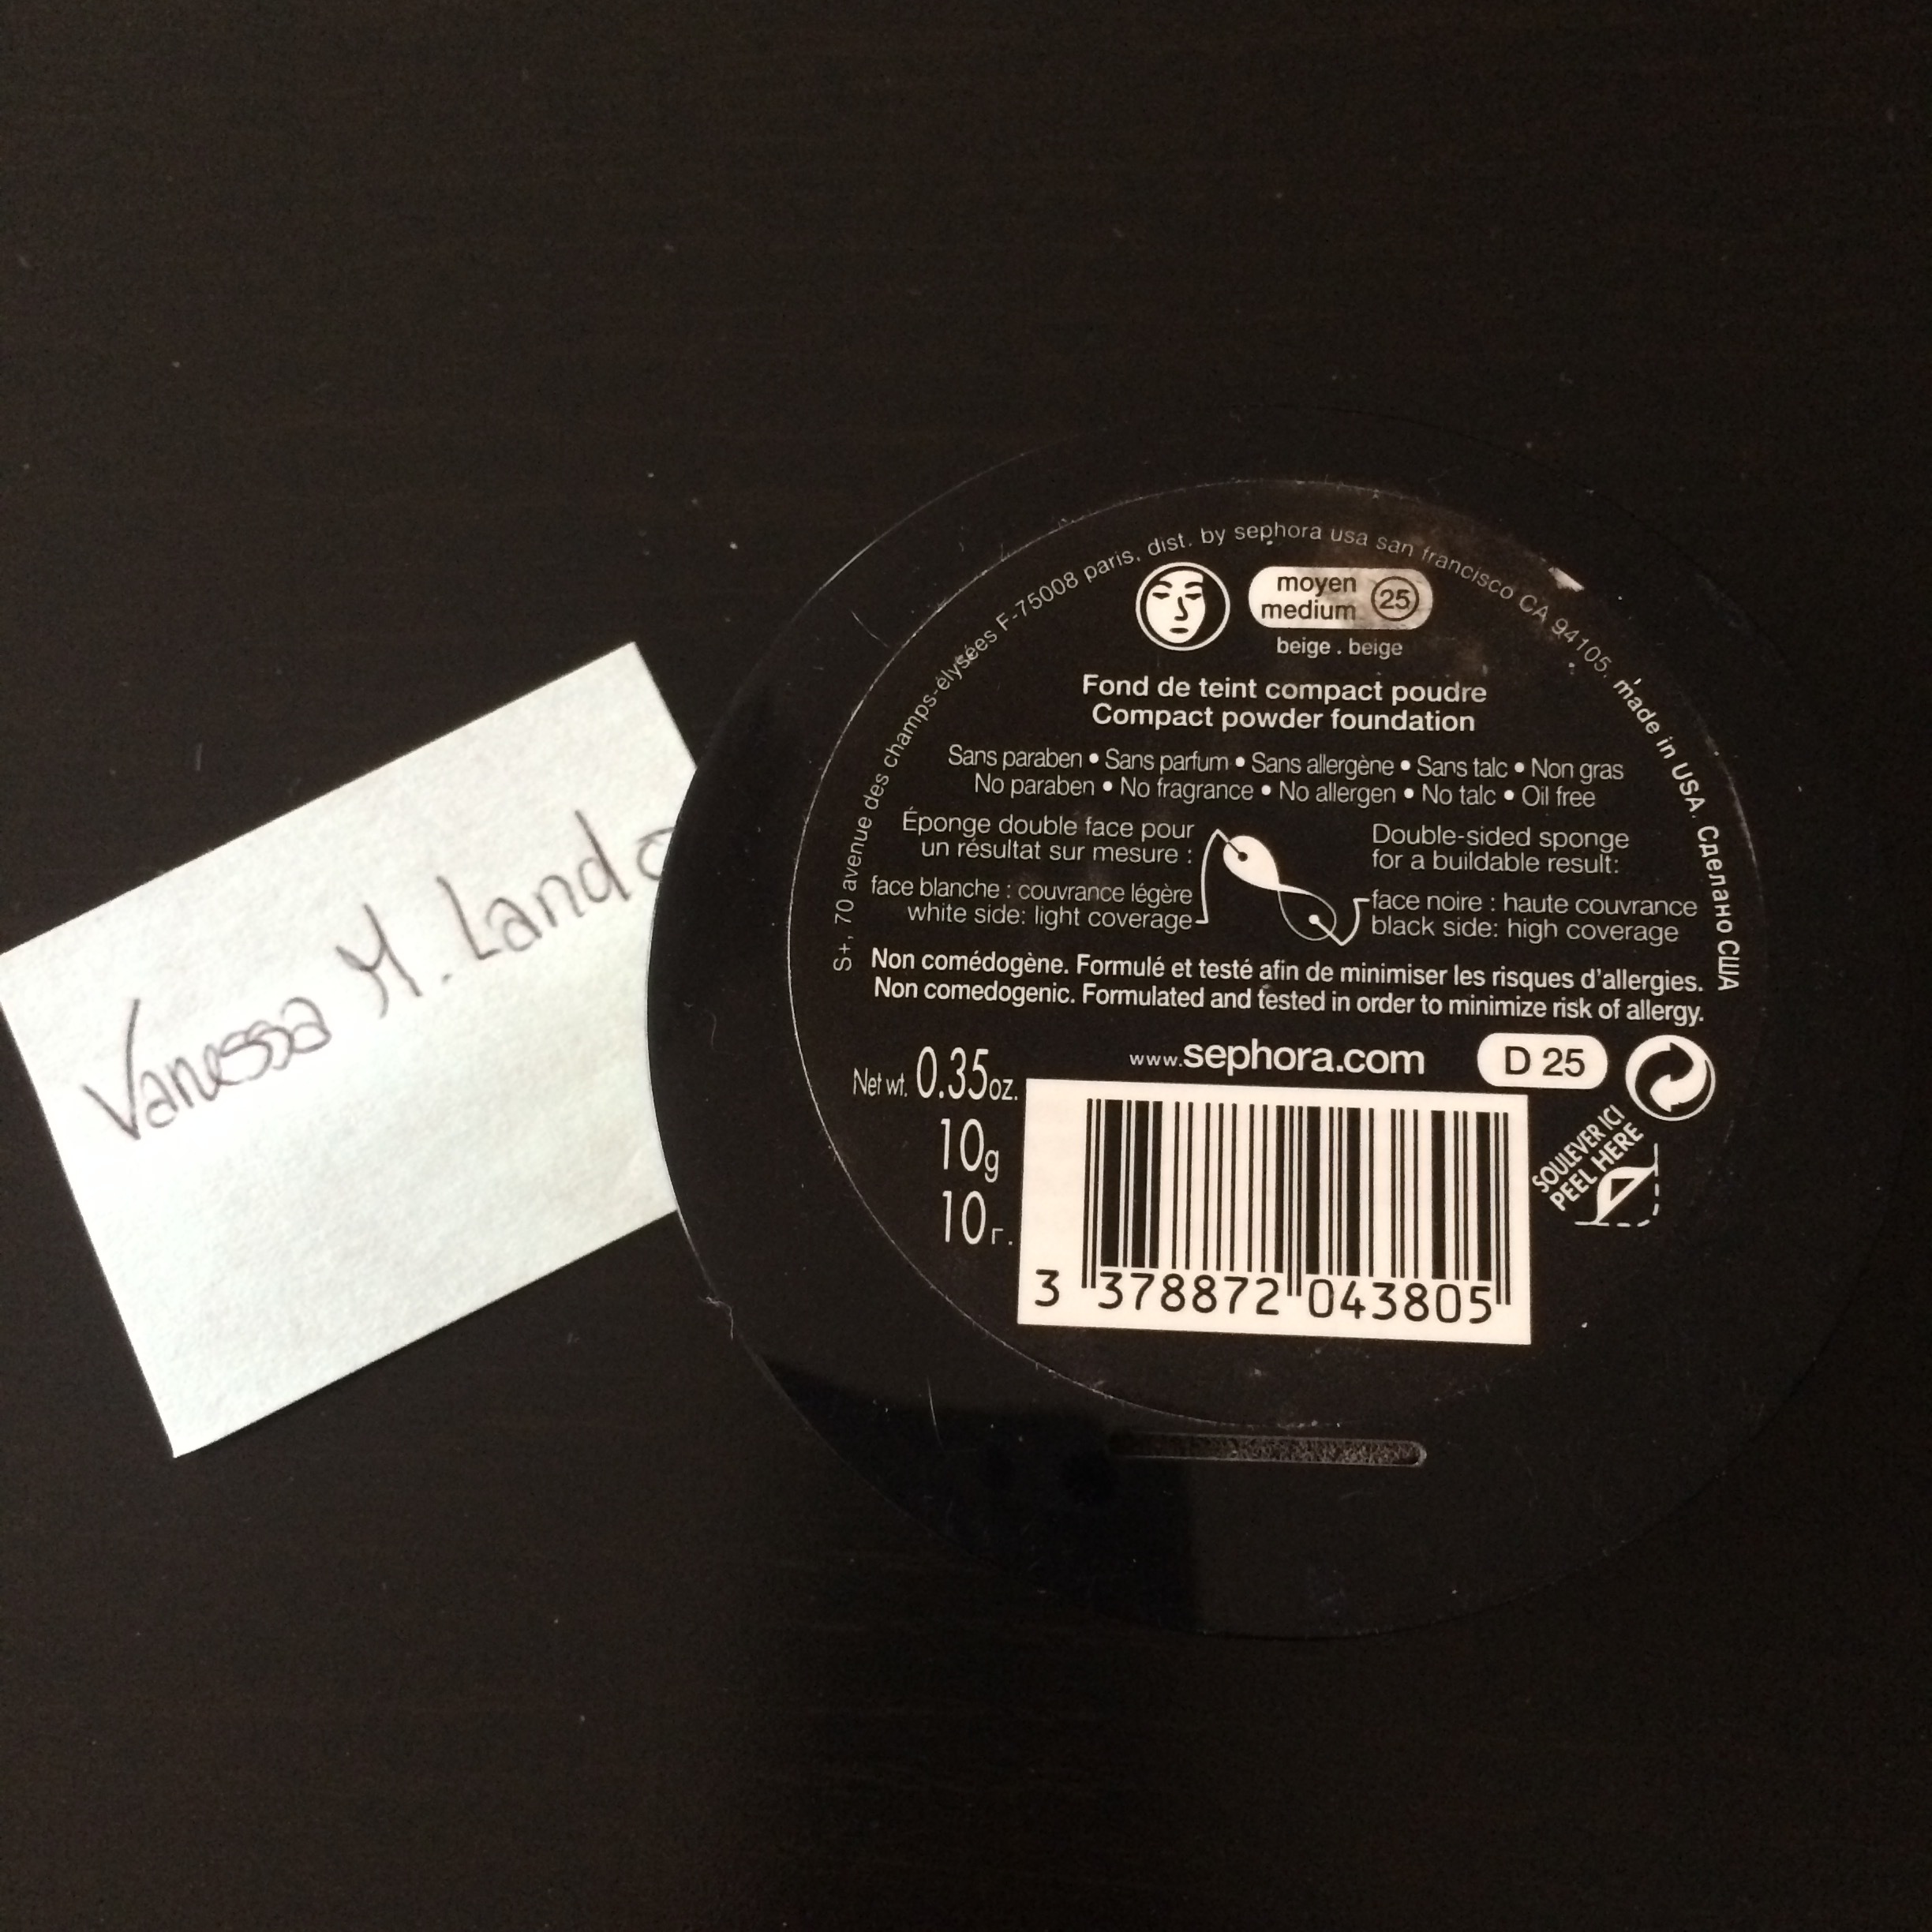 Vanessa M. Lando
S+, 70 avenue des champs-élysées F-75008 paris, dist. by sephora usa san francisco CA 94105. made in USA. Сделано США
moyen
medium
25
beige . beige
Fond de teint compact poudre
Compact powder foundation
Sans paraben • Sans parfum • Sans allergène • Sans talc • Non gras
No paraben • No fragrance • No allergen • No talc • Oil free
Éponge double face pour
un résultat sur mesure :
face blanche : couvrance légère
white side: light coverage
Double-sided sponge
for a buildable result:
face noire : haute couvrance
black side: high coverage
Non comédogène. Formulé et testé afin de minimiser les risques d'allergies.
Non comedogenic. Formulated and tested in order to minimize risk of allergy.
www.sephora.com
D 25
Net wt. 0.35oz.
10g
10г.
SOULEVER ICI
PEEL HERE
3 378872 043805